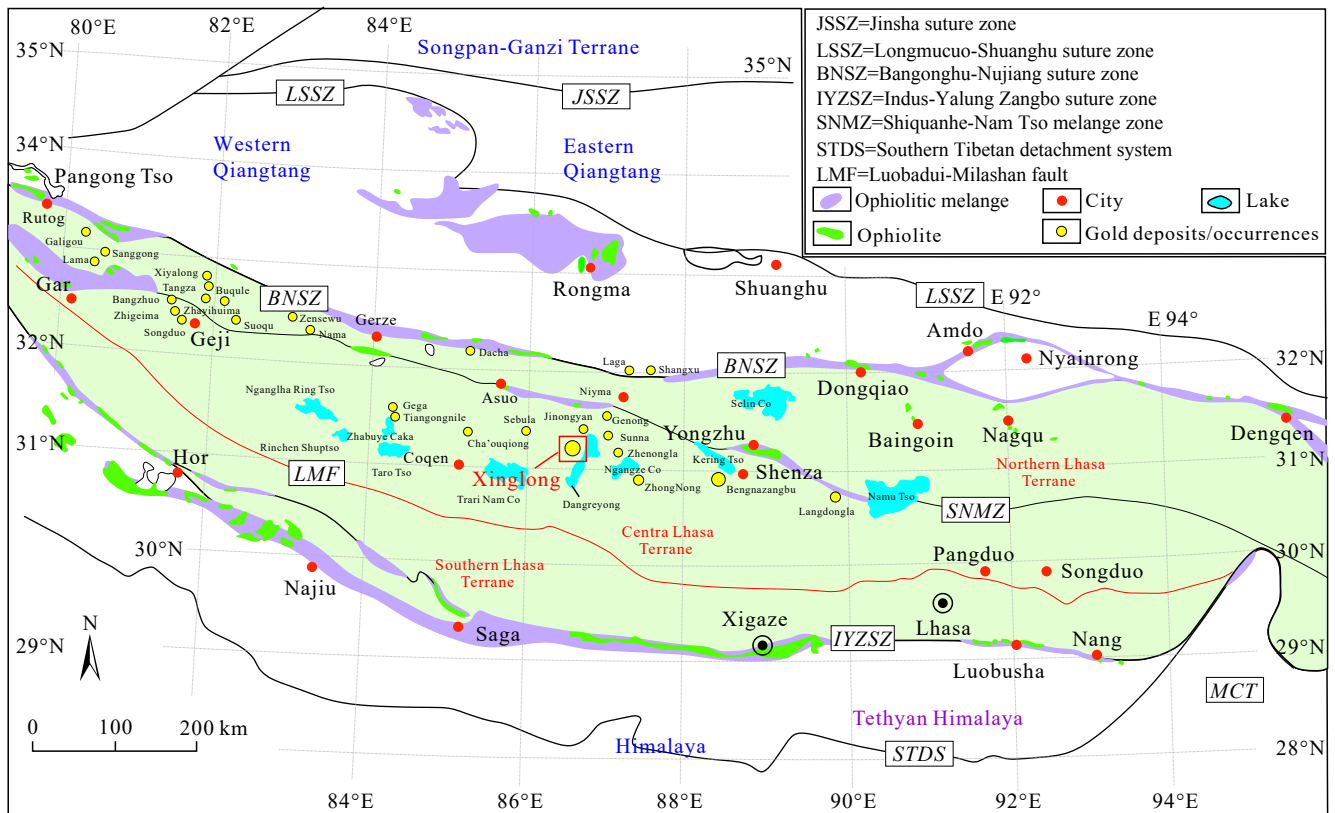 80°E
82°E
84°E
35°N
Songpan-Ganzi Terrane
35°N
JSSZ=Jinsha suture zone
LSSZ=Longmucuo-Shuanghu suture zone
BNSZ=Bangonghu-Nujiang suture zone
IYZSZ=Indus-Yalung Zangbo suture zone
SNMZ=Shiquanhe-Nam Tso melange zone
STDS=Southern Tibetan detachment system
LMF=Luobadui-Milashan fault
Ophiolitic melange
City
Lake
Ophiolite
Gold deposits/occurrences
LSSZ
JSSZ
34°N
Western
Qiangtang
Eastern
Qiangtang
Pangong Tso
Rutog
Galigou
Sanggong
Lama
33°N
Gar
Xiyalong
Tangza
Buqule
Bangzhuo
Zhayihuima
Zhigeima
Songduo
Geji
Suoqu
BNSZ
Zensewu
Nama
Gerze
Rongma
Shuanghu
LSSZ
E 92°
E 94°
Amdo
Nyainrong
32°N
32°N
Dacha
Laga
Shangxu
BNSZ
Dongqiao
Nganglha Ring Tso
Gega
Tiangongnile
Asuo
Niyma
Selin Co
Sebula
Jinongyan
Genong
Baingoin
Nagqu
Dengqen
31°N
31°N
Rinchen Shuptso
Zhabuye Caka
Cha'ouqiong
Sunna
Yongzhu
Taro Tso
Coqen
Xinglong
Zhenongla
Kering Tso
Hor
LMF
Ngangze Co
Shenza
Northern Lhasa
Terrane
Trari Nam Co
Dangreyong
ZhongNong
Bengnazangbu
Namu Tso
Langdongla
SNMZ
30°N
30°N
Centra Lhasa
Terrane
Southern Lhasa
Terrane
Pangduo
Songduo
Najiu
Saga
Xigaze
Lhasa
IYZSZ
Luobusha
Nang
N
29°N
29°N
MCT
Tethyan Himalaya
0
100
200 km
Himalaya
STDS
28°N
84°E
86°E
88°E
90°E
92°E
94°E